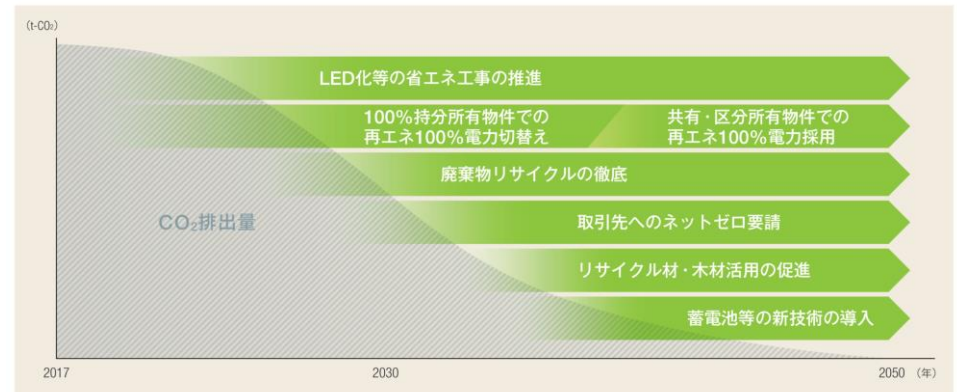 (t-CO₂)
LED化等の省エネ工事の推進
100%持分所有物件での
再エネ100%電力切替え
共有・区分所有物件での
再エネ100%電力採用
廃棄物リサイクルの徹底
CO₂排出量
取引先へのネットゼロ要請
リサイクル材・木材活用の促進
蓄電池等の新技術の導入
2017
2030
2050 (年)